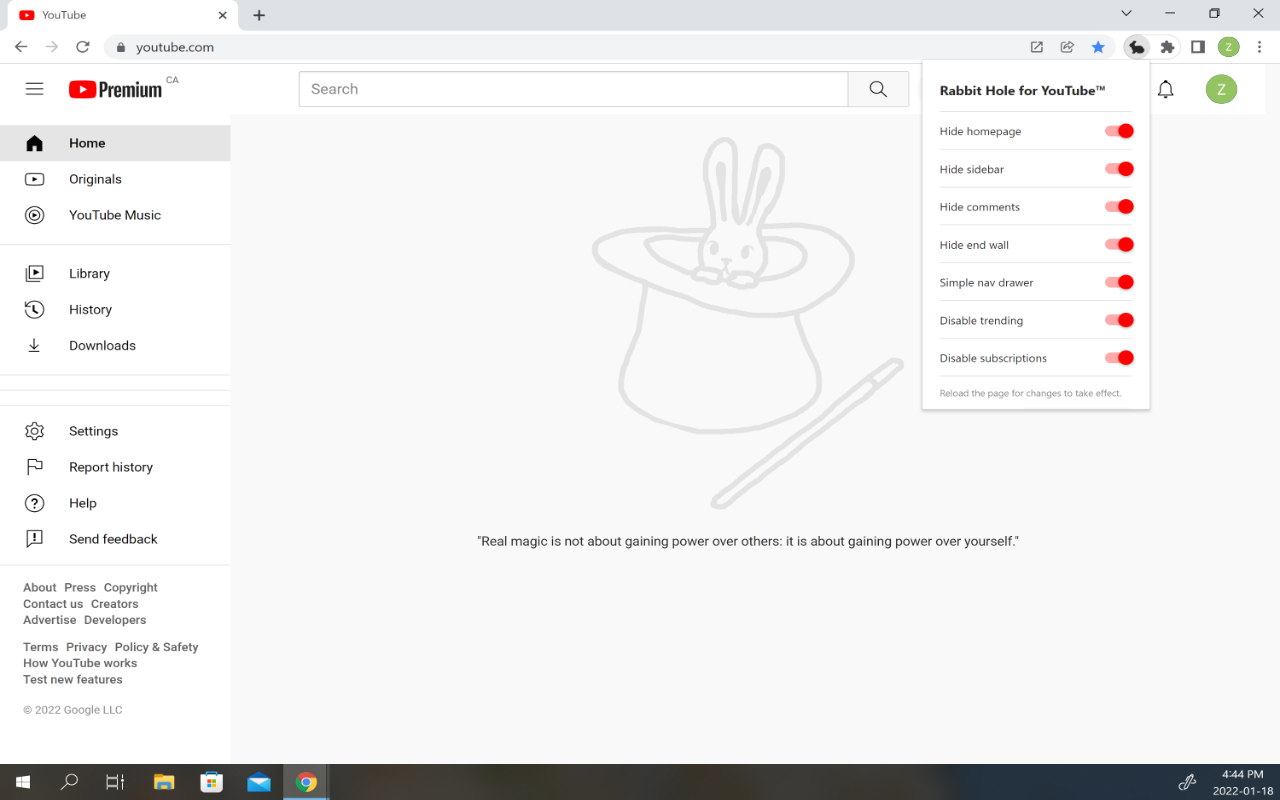 YouTube
youtube.com
Z
Premium CA
Search
Z
Home
Originals
YouTube Music
Library
History
Downloads
Settings
Report history
Help
Send feedback
About Press Copyright
Contact us Creators
Advertise Developers
Terms Privacy Policy & Safety
How YouTube works
Test new features
© 2022 Google LLC
Rabbit Hole for YouTube™
Hide homepage
Hide sidebar
Hide comments
Hide end wall
Simple nav drawer
Disable trending
Disable subscriptions
Reload the page for changes to take effect.
"Real magic is not about gaining power over others: it is about gaining power over yourself."
4:44 PM
2022-01-18